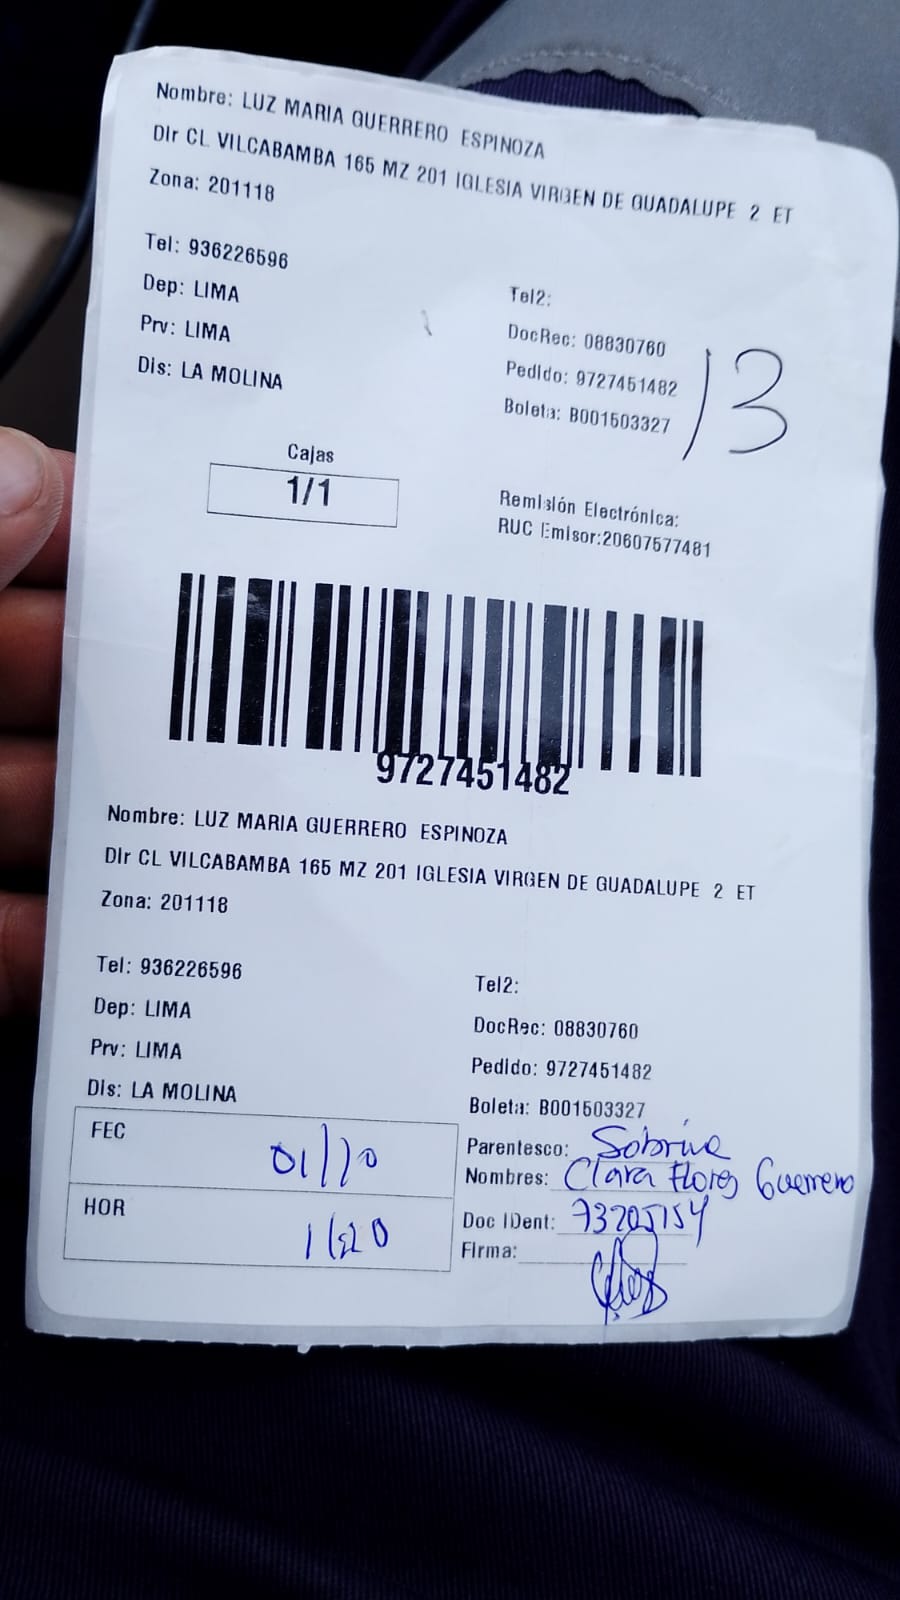 Nombre: LUZ MARIA GUERRERO ESPINOZA
Dir CL VILCABAMBA 165 MZ 201 IGLESIA VIRGEN DE GUADALUPE 2 ET
Zona: 201118
Tel: 936226596
Tel2:
Dep: LIMA
DocRec: 08830760
Prv: LIMA
Pedido: 9727451482
Dis: LA MOLINA
Boleta: B001503327
13
Cajas
1/1
Remisión Electrónica:
RUC Emisor:20607577481
9727451482
Nombre: LUZ MARIA GUERRERO ESPINOZA
Dir CL VILCABAMBA 165 MZ 201 IGLESIA VIRGEN DE GUADALUPE 2 ET
Zona: 201118
Tel: 936226596
Tel2:
Dep: LIMA
DocRec: 08830760
Prv: LIMA
Pedido: 9727451482
Dis: LA MOLINA
Boleta: B001503327
FEC 01/10
Parentesco: Sobrina
Nombres: Clara Flores Guerrero
HOR
Doc IDent: 73205154
Firma: